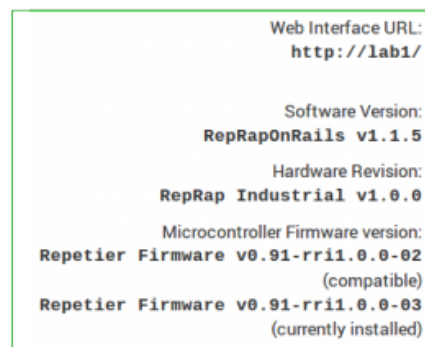 Web Interface URL:
http://lab1/
Software Version:
RepRapOnRails v1.1.5
Hardware Revision:
RepRap Industrial v1.0.0
Microcontroller Firmware version:
Repetier Firmware v0.91-rri1.0.0-02
(compatible)
Repetier Firmware v0.91-rri1.0.0-03
(currently installed)